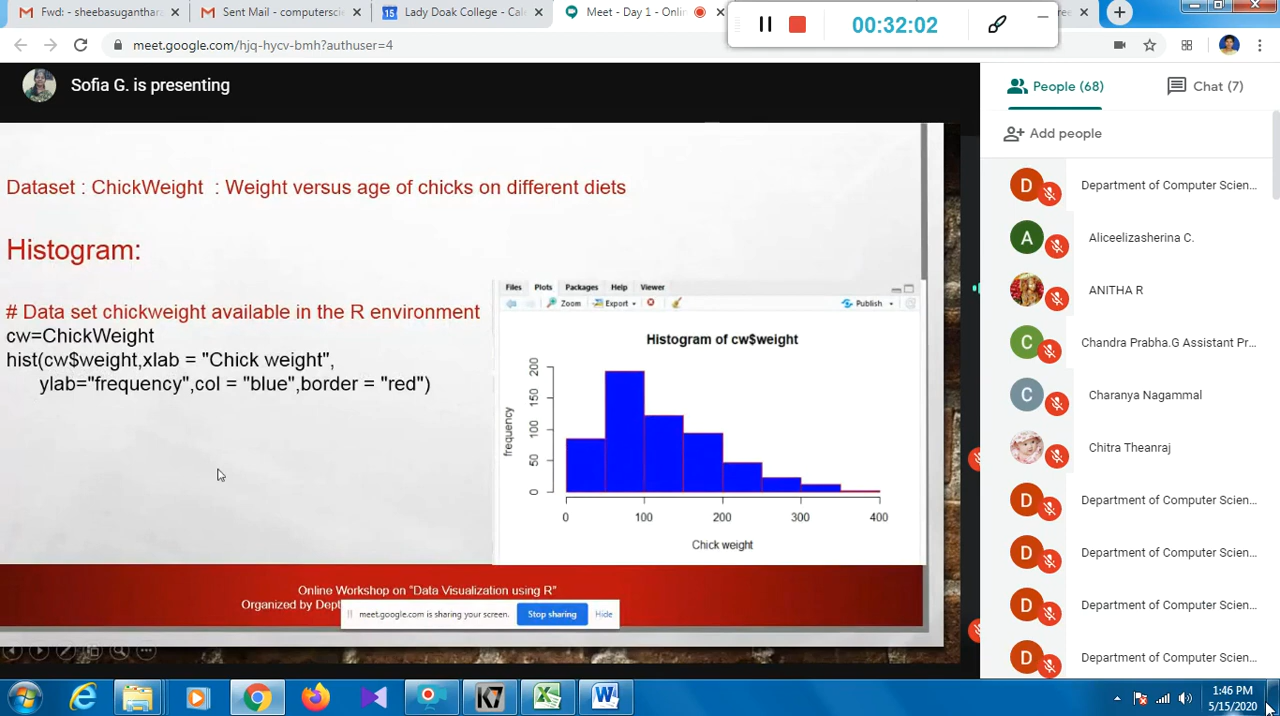 Fwd: sheebasuganthara
Sent Mail - computersci
15
Lady Doak College - Cale
Meet - Day 1 - Onli
00:32:02
meet.google.com/hjq-hycv-bmh?authuser=4
Sofia G. is presenting
People (68)
Chat (7)
Add people
D
Department of Computer Scien...
A
Aliceelizasherina C.
ANITHA R
C
Chandra Prabha.G Assistant Pr...
C
Charanya Nagammal
Chitra Theanraj
D
Department of Computer Scien...
D
Department of Computer Scien...
D
Department of Computer Scien...
D
Department of Computer Scien...
Dataset : ChickWeight : Weight versus age of chicks on different diets
Histogram:
# Data set chickweight available in the R environment
cw=ChickWeight
hist(cw$weight,xlab = "Chick weight",
ylab="frequency",col = "blue",border = "red")
Files Plots Packages Help Viewer
Zoom Export Publish
Histogram of cw$weight
frequency
200
150
100
50
0
0 100 200 300 400
Chick weight
Online Workshop on "Data Visualization using R"
Organized by Dept
meet.google.com is sharing your screen. Stop sharing Hide
K7
1:46 PM
5/15/2020